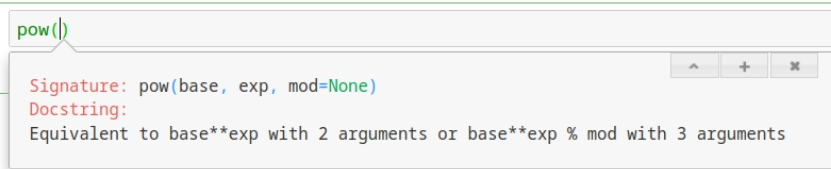 pow()
Signature: pow(base, exp, mod=None)
Docstring:
Equivalent to base**exp with 2 arguments or base**exp % mod with 3 arguments